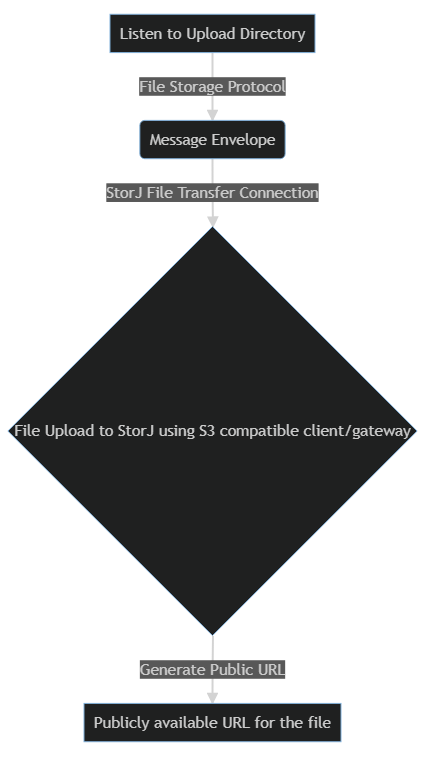 Listen to Upload Directory
File Storage Protocol
Message Envelope
StorJ File Transfer Connection
File Upload to StorJ using S3 compatible client/gateway
Generate Public URL
Publicly available URL for the file